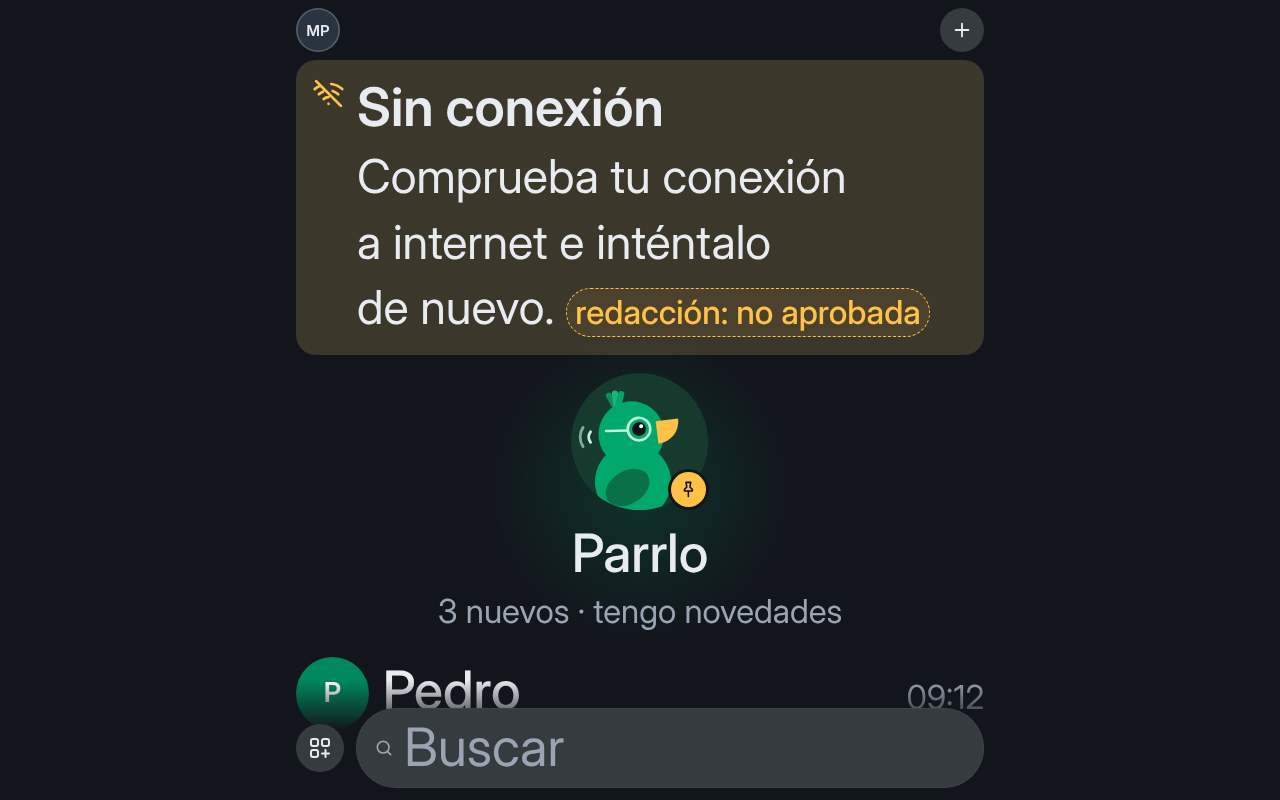 MP
Sin conexión
Comprueba tu conexión
a internet e inténtalo
de nuevo. redacción: no aprobada
Parrlo
3 nuevos · tengo novedades
P Pedro 09:12
Buscar